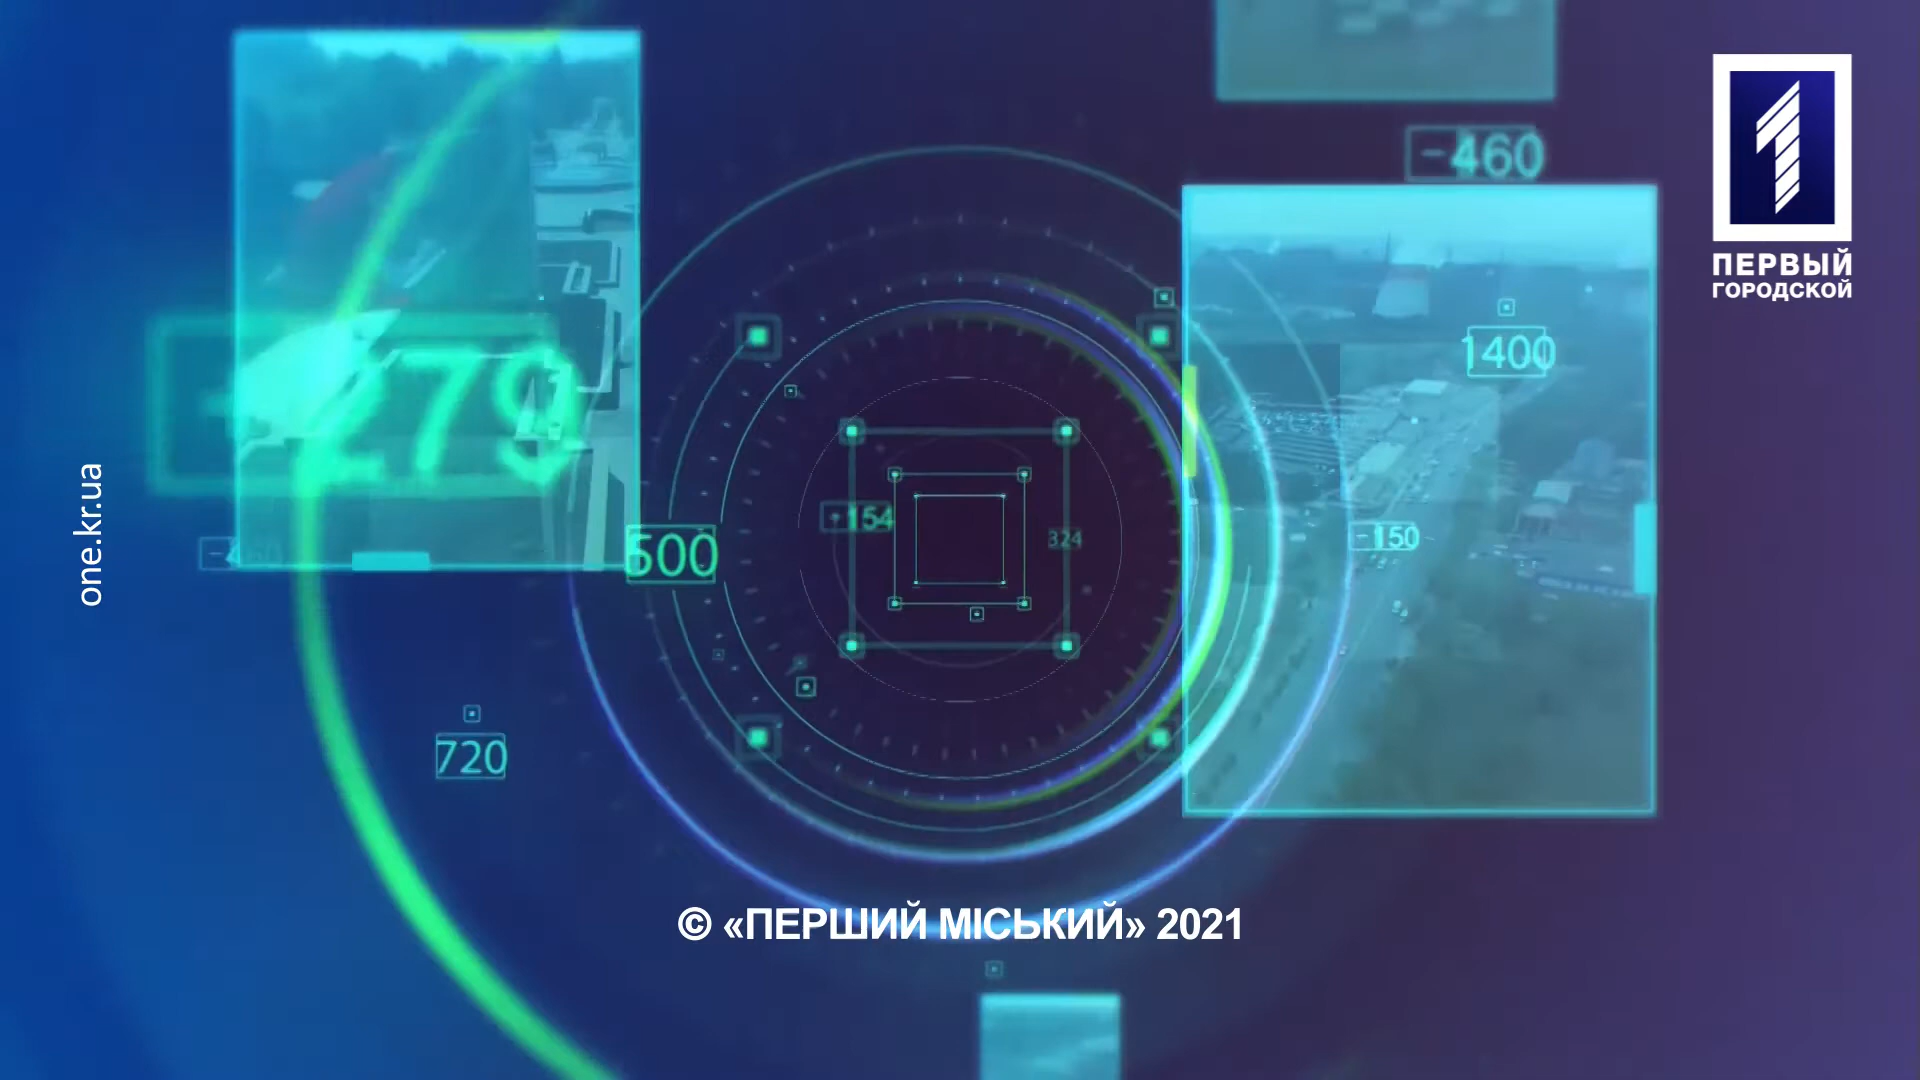 -460
ПЕРВЫЙ
ГОРОДСКОЙ
1400
279
one.kr.ua
-154
324
-150
500
720
© «ПЕРШИЙ МІСЬКИЙ» 2021